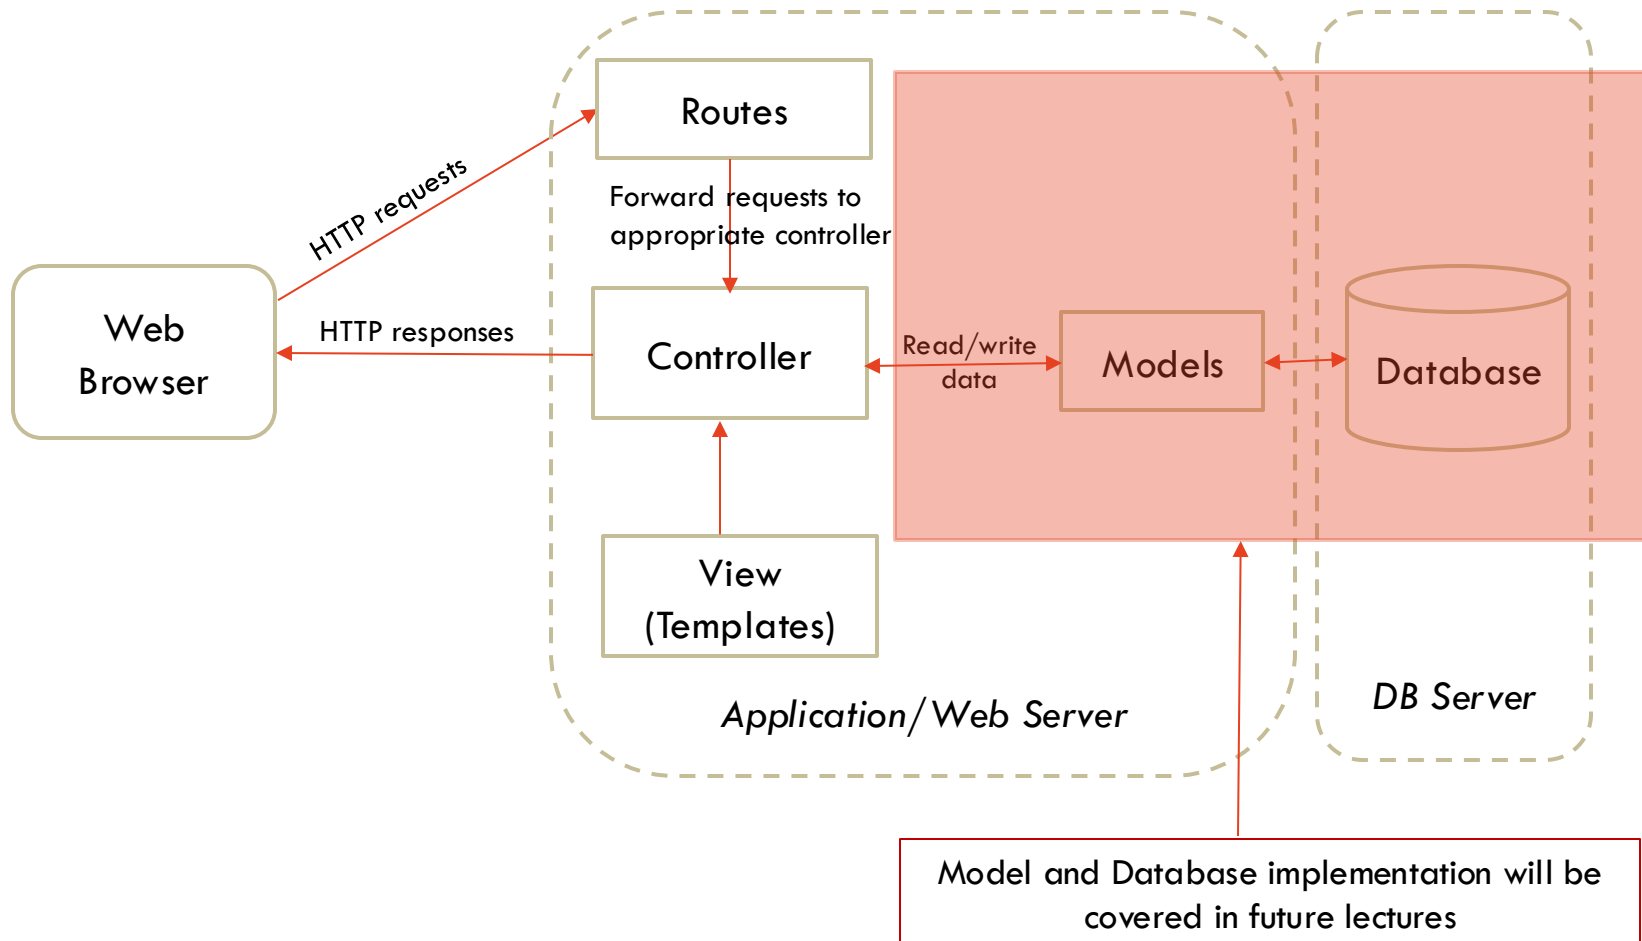 Routes
HTTP requests
Forward requests to
appropriate controller
Web
Browser
HTTP responses
Controller
Read/write
data
Models
Database
View
(Templates)
Application/Web Server
DB Server
Model and Database implementation will be
covered in future lectures